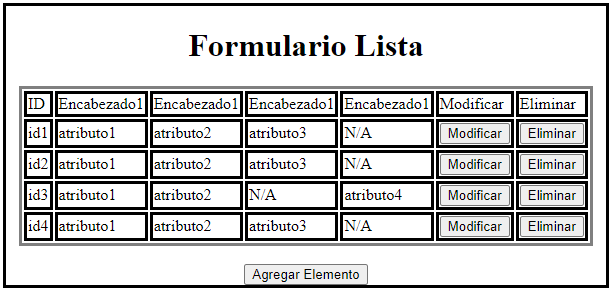 Formulario Lista
ID Encabezado1 Encabezado1 Encabezado1 Encabezado1 Modificar Eliminar
id1 atributo1 atributo2 atributo3 N/A Modificar Eliminar
id2 atributo1 atributo2 atributo3 N/A Modificar Eliminar
id3 atributo1 atributo2 N/A atributo4 Modificar Eliminar
id4 atributo1 atributo2 atributo3 N/A Modificar Eliminar
Agregar Elemento